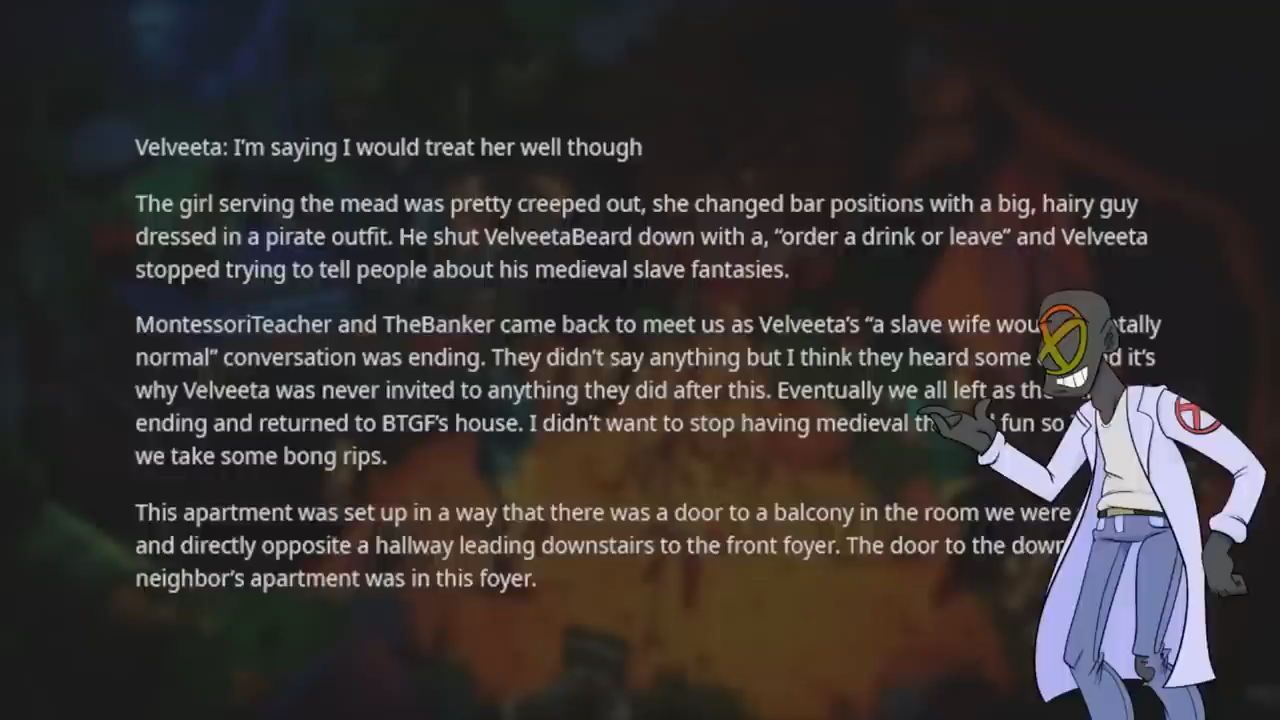 Velveeta: I'm saying I would treat her well though
The girl serving the mead was pretty creeped out, she changed bar positions with a big, hairy guy
dressed in a pirate outfit. He shut VelveetaBeard down with a, “order a drink or leave” and Velveeta
stopped trying to tell people about his medieval slave fantasies.
MontessoriTeacher and TheBanker came back to meet us as Velveeta's “a slave wife
normal” conversation was ending. They didn't say anything but I think they heard some it's
why Velveeta was never invited to anything they did after this. Eventually we all left as
ending and returned to BTGF's house. I didn't want to stop having medieval fun so
we take some bong rips.
This apartment was set up in a way that there was a door to a balcony in the room we were
and directly opposite a hallway leading downstairs to the front foyer. The door to the
neighbor's apartment was in this foyer.